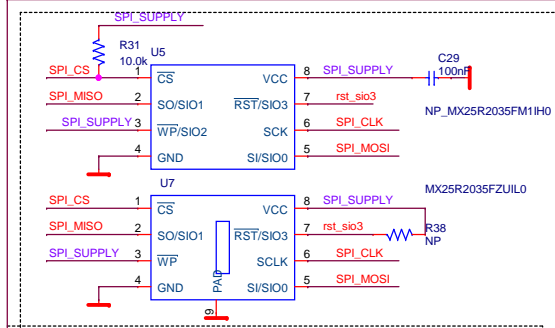 SPI_SUPPLY
R31
10.0k
U5
C29
100nF
SPI_CS 1 CS VCC 8 SPI_SUPPLY
SPI_MISO 2 SO/SIO1 RST/SIO3 7 rst_sio3
NP_MX25R2035FM1IH0
SPI_SUPPLY 3 WP/SIO2 SCK 6 SPI_CLK
4 GND SI/SIO0 5 SPI_MOSI
U7
SPI_CS 1 CS VCC 8 SPI_SUPPLY
MX25R2035FZUIL0
SPI_MISO 2 SO/SIO1 RST/SIO3 7 rst_sio3
R38
NP
SPI_SUPPLY 3 WP SCLK 6 SPI_CLK
4 GND PAD SI/SIO0 5 SPI_MOSI
9